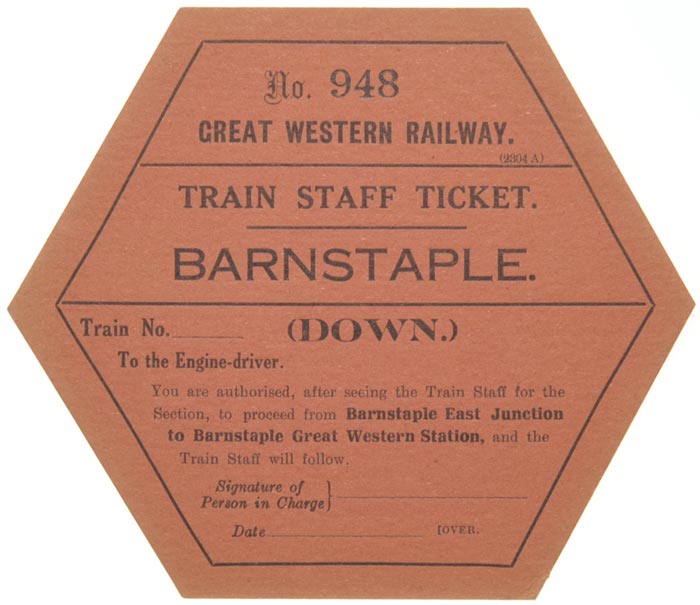 No. 948
GREAT WESTERN RAILWAY.
(2304 A)
TRAIN STAFF TICKET.
BARNSTAPLE.
Train No. (DOWN.)
To the Engine-driver.
You are authorised, after seeing the Train Staff for the
Section, to proceed from Barnstaple East Junction
to Barnstaple Great Western Station, and the
Train Staff will follow.
Signature of
Person in Charge
Date [OVER.